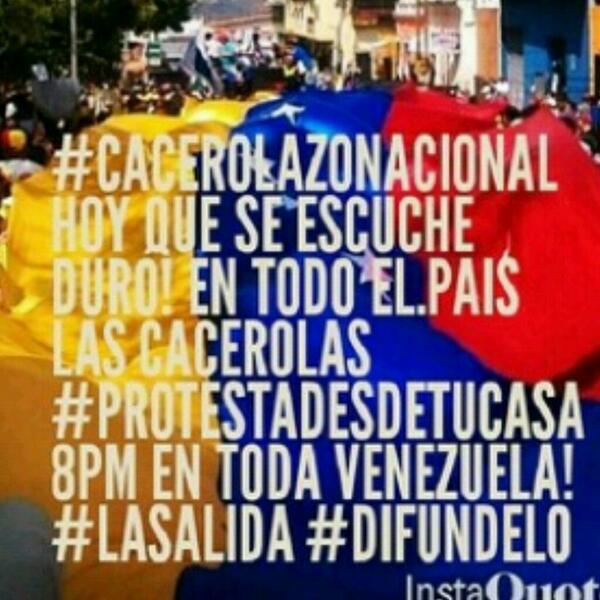 #CACEROLAZONACIONAL
HOY QUE SE ESCUCHE
DURO! EN TODO EL.PAIS
LAS CACEROLAS
#PROTESTADESDETUCASA
8PM EN TODA VENEZUELA!
#LASALIDA #DIFUNDELO
InstaQuot